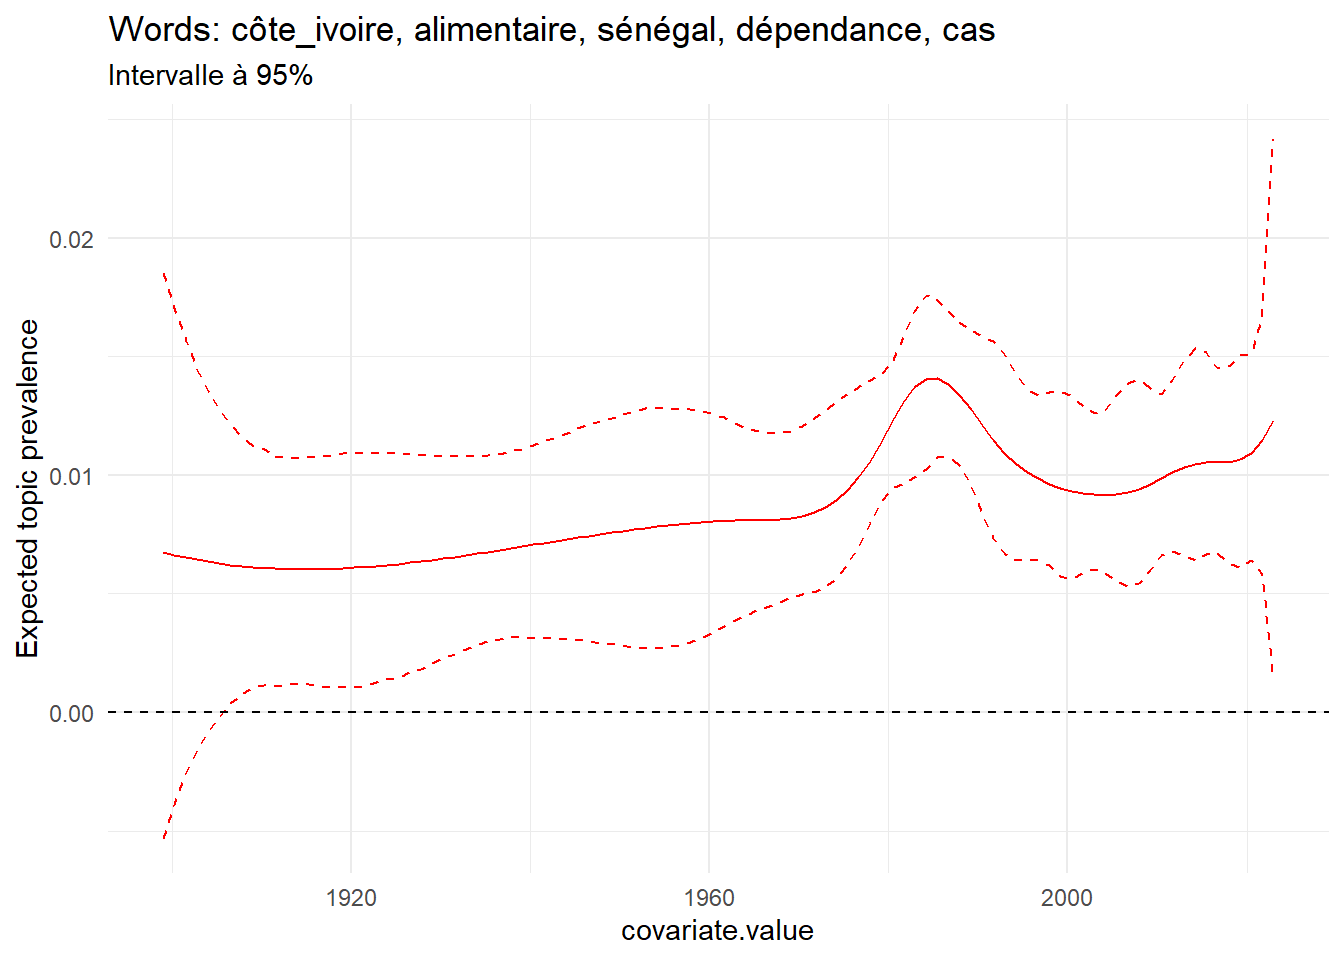 Words: côte_ivoire, alimentaire, sénégal, dépendance, cas
Intervalle à 95%
Expected topic prevalence
0.02
0.01
0.00
1920
1960
2000
covariate.value